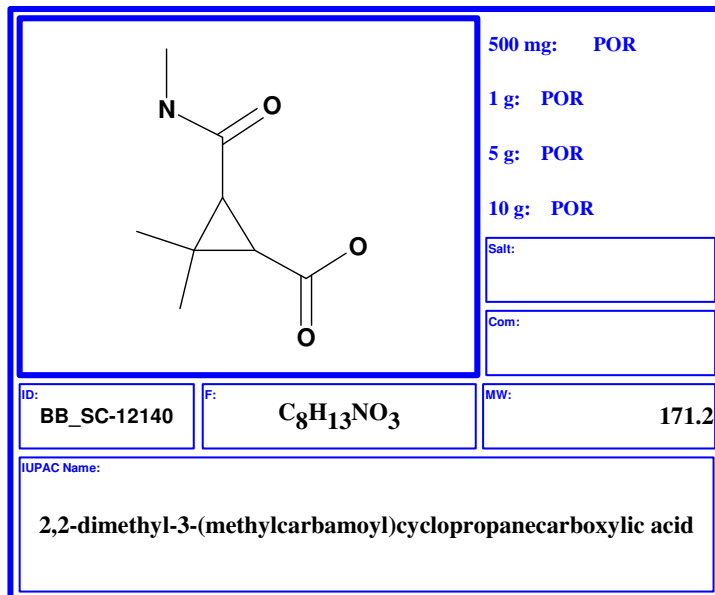 N
O
O
O
500 mg: POR
1 g: POR
5 g: POR
10 g: POR
Salt:
Com:
ID:
BB_SC-12140
F:
C8H13NO3
MW:
171.2
IUPAC Name:
2,2-dimethyl-3-(methylcarbamoyl)cyclopropanecarboxylic acid